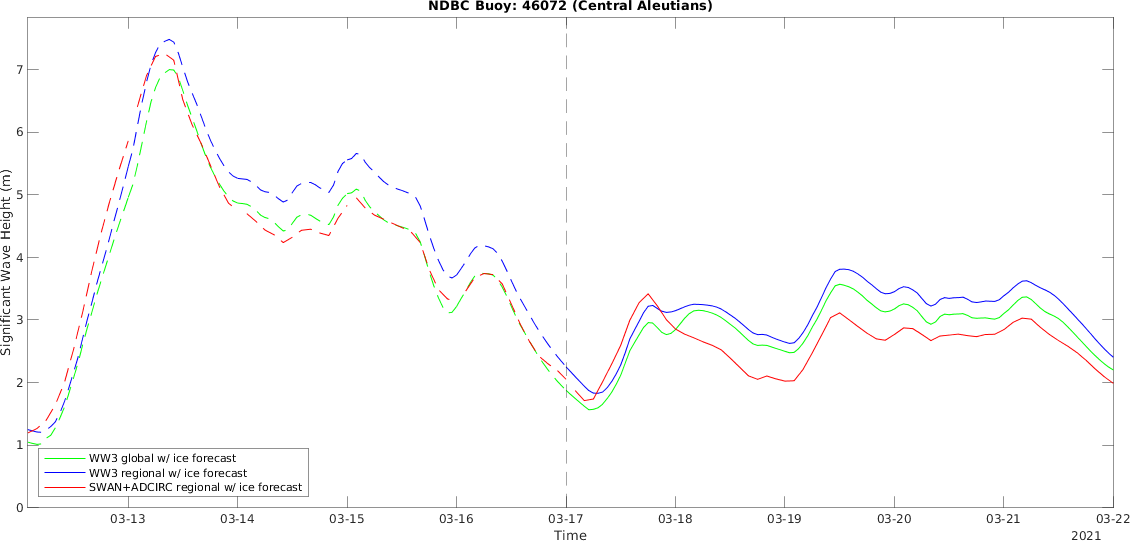 NDBC Buoy: 46072 (Central Aleutians)
Significant Wave Height (m)
7
6
5
4
3
2
1
0
WW3 global w/ ice forecast
WW3 regional w/ ice forecast
SWAN+ADCIRC regional w/ ice forecast
03-13 03-14 03-15 03-16 03-17 03-18 03-19 03-20 03-21 03-22
Time
2021